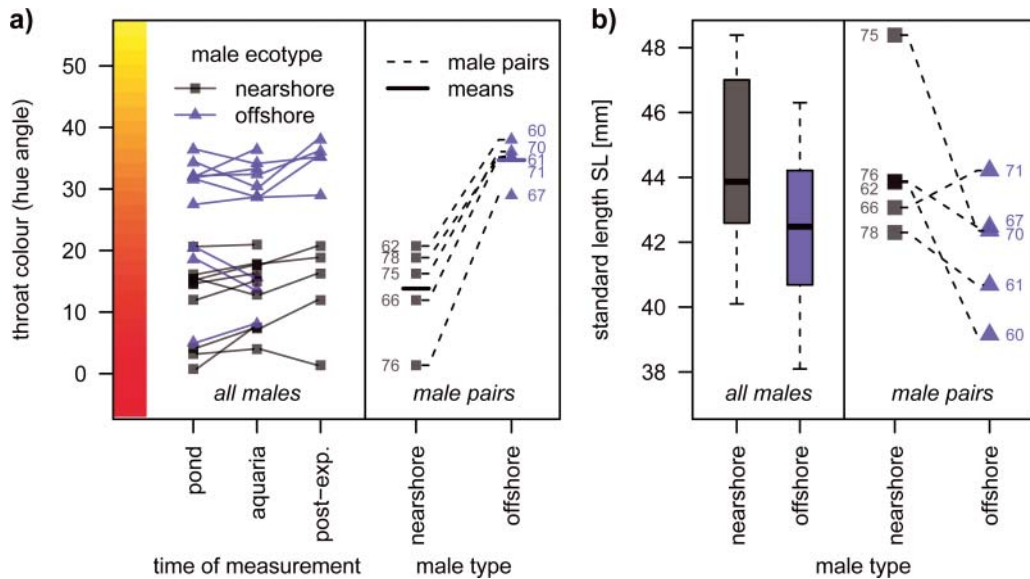 a)
throat colour (hue angle)
50
40
30
20
10
0
male ecotype
nearshore
offshore
all males
pond
aquaria
post-exp.
time of measurement
male pairs
means
60
70
61
71
67
62
78
75
66
76
male pairs
nearshore
offshore
male type
b)
standard length SL [mm]
48
46
44
42
40
38
all males
nearshore
offshore
75
76
62
66
78
71
67
70
61
60
male pairs
nearshore
offshore
male type